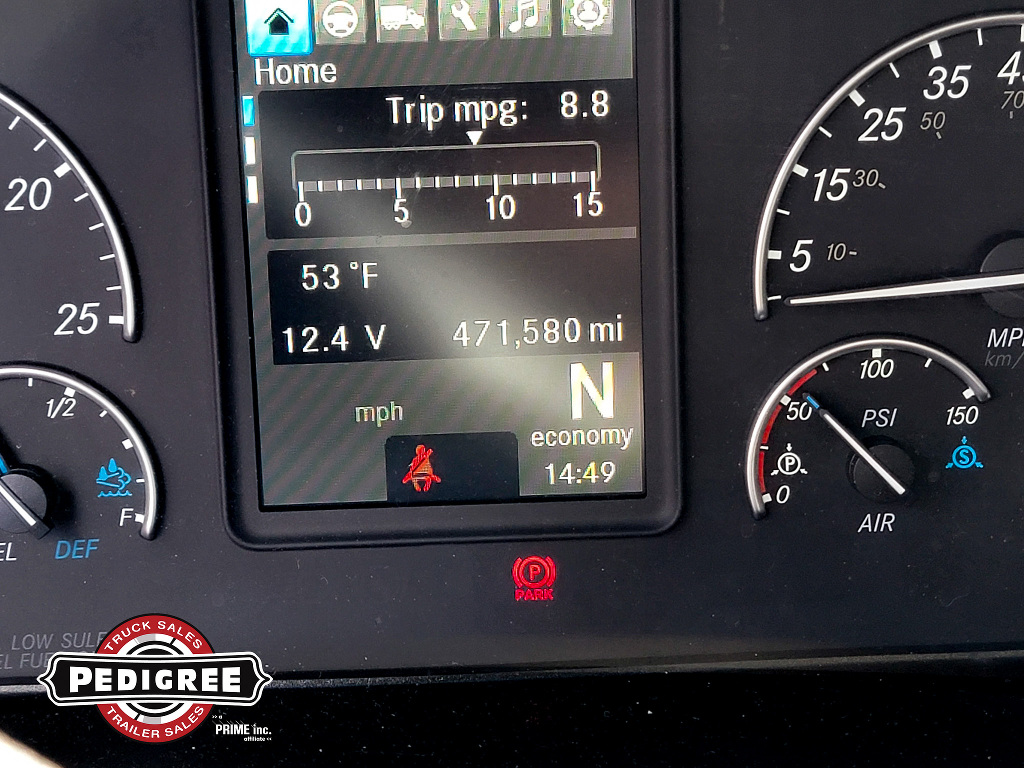 Home
Trip mpg: 8.8
0 5 10 15
53 °F
12.4 V 471,580 mi
N
mph
economy
14:49
20
25
1/2
F
DEF
5 15 25 35
10 30 50 70
100
50 PSI 150
P S
0
AIR
P
PARK
LOW
TRUCK SALES
PEDIGREE
TRAILER SALES
>> a
PRIME inc.
affiliate <<